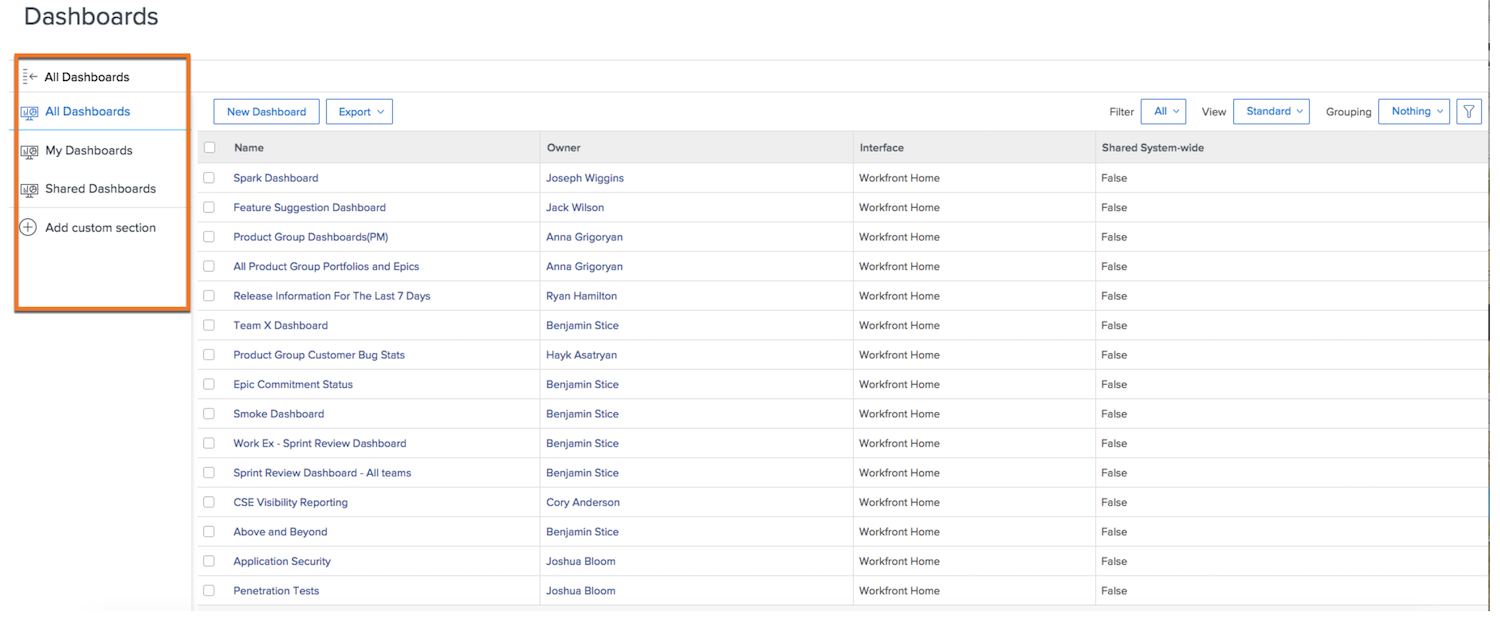 Dashboards
All Dashboards
All Dashboards
My Dashboards
Shared Dashboards
Add custom section
New Dashboard Export Filter All View Standard Grouping Nothing
Name Owner Interface Shared System-wide
Spark Dashboard Joseph Wiggins Workfront Home False
Feature Suggestion Dashboard Jack Wilson Workfront Home False
Product Group Dashboards(PM) Anna Grigoryan Workfront Home False
All Product Group Portfolios and Epics Anna Grigoryan Workfront Home False
Release Information For The Last 7 Days Ryan Hamilton Workfront Home False
Team X Dashboard Benjamin Stice Workfront Home False
Product Group Customer Bug Stats Hayk Asatryan Workfront Home False
Epic Commitment Status Benjamin Stice Workfront Home False
Smoke Dashboard Benjamin Stice Workfront Home False
Work Ex - Sprint Review Dashboard Benjamin Stice Workfront Home False
Sprint Review Dashboard - All teams Benjamin Stice Workfront Home False
CSE Visibility Reporting Cory Anderson Workfront Home False
Above and Beyond Benjamin Stice Workfront Home False
Application Security Joshua Bloom Workfront Home False
Penetration Tests Joshua Bloom Workfront Home False